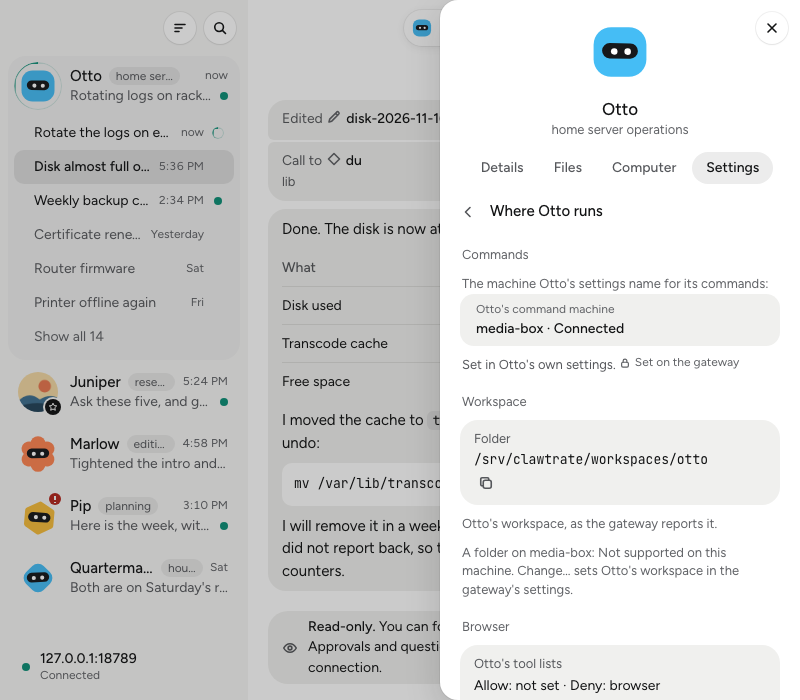 Otto
home ser...
now
Rotating logs on rack...
Rotate the logs on e...
now
Disk almost full o...
5:36 PM
Weekly backup c...
2:34 PM
Certificate rene...
Yesterday
Router firmware
Sat
Printer offline again
Fri
Show all 14
Juniper
rese...
5:24 PM
Ask these five, and g...
Marlow
editi...
4:58 PM
Tightened the intro and...
Pip
planning
3:10 PM
Here is the week, wit...
Quarterma...
hou...
Sat
Both are on Saturday's r...
127.0.0.1:18789
Connected
Edited disk-2026-11-1
Call to du
lib
Done. The disk is now at
What
Disk used
Transcode cache
Free space
I moved the cache to
undo:
mv /var/lib/transco
I will remove it in a week
did not report back, so t
counters.
Read-only. You can fo
Approvals and questi
connection.
Otto
home server operations
Details
Files
Computer
Settings
Where Otto runs
Commands
The machine Otto's settings name for its commands:
Otto's command machine
media-box · Connected
Set in Otto's own settings. Set on the gateway
Workspace
Folder
/srv/clawtrate/workspaces/otto
Otto's workspace, as the gateway reports it.
A folder on media-box: Not supported on this
machine. Change... sets Otto's workspace in the
gateway's settings.
Browser
Otto's tool lists
Allow: not set · Deny: browser